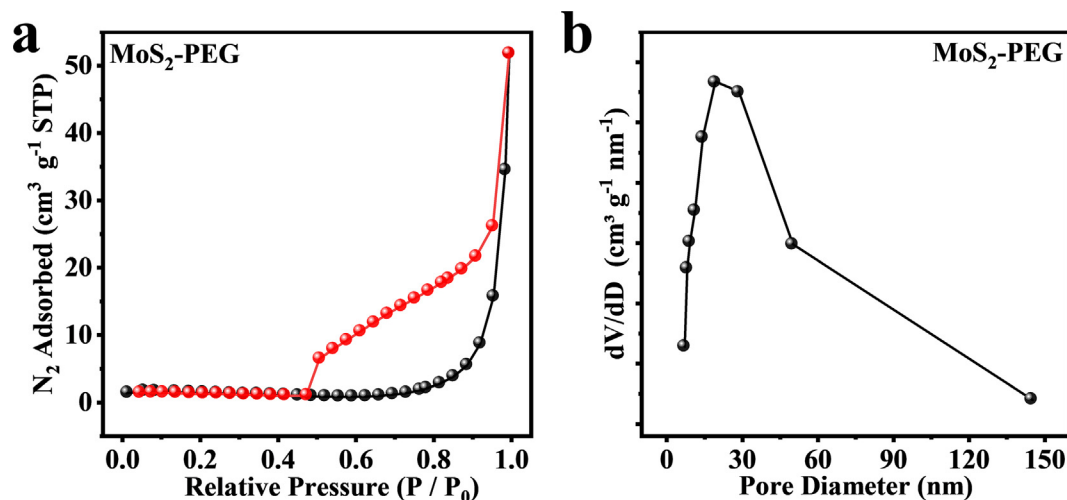 a
MoS₂-PEG
N₂ Adsorbed (cm³ g⁻¹ STP)
50
40
30
20
10
0
0.0 0.2 0.4 0.6 0.8 1.0
Relative Pressure (P / P₀)
b
MoS₂-PEG
dV/dD (cm³ g⁻¹ nm⁻¹)
0 30 60 90 120 150
Pore Diameter (nm)